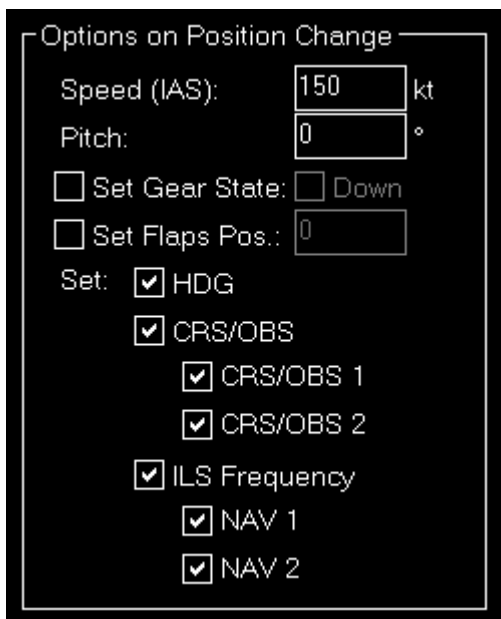 Options on Position Change
Speed (IAS): 150 kt
Pitch: 0 °
Set Gear State: Down
Set Flaps Pos.: 0
Set: HDG
CRS/OBS
CRS/OBS 1
CRS/OBS 2
ILS Frequency
NAV 1
NAV 2